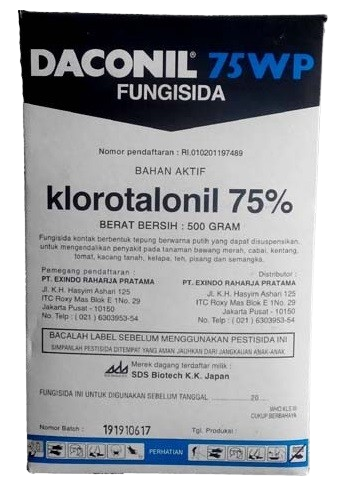 DACONIL® 75WP
FUNGISIDA
Nomor pendaftaran : RI.010201197489
BAHAN AKTIF
klorotalonil 75%
BERAT BERSIH : 500 GRAM
Fungisida kontak berbentuk tepung berwarna putih yang dapat disuspensikan,
untuk mengendalikan penyakit pada tanaman bawang merah, cabai, kentang,
tomat, kacang tanah, kelapa, teh, pisang dan semangka.
Pemegang pendaftaran : Distributor :
PT. EXINDO RAHARJA PRATAMA PT. EXINDO RAHARJA PRATAMA
Jl. K.H. Hasyim Ashari 125 Jl. K.H. Hasyim Ashari 125
ITC Roxy Mas Blok E 1No. 29 ITC Roxy Mas Blok E 1No. 29
Jakarta Pusat - 10150 Jakarta Pusat - 10150
No. Telp : ( 021 ) 6303953-54 No. Telp : ( 021 ) 6303953-54
BACALAH LABEL SEBELUM MENGGUNAKAN PESTISIDA INI
SIMPANLAH PESTISIDA DITEMPAT YANG AMAN JAUHKAN DARI JANGKAUAN ANAK-ANAK
Merek dagang terdaftar milik :
SDS Biotech K.K. Japan
FUNGISIDA INI UNTUK DIGUNAKAN SEBELUM TANGGAL .................. 20 ....
WHO KLS III
CUKUP BERBAHAYA
Nomor Batch : 191910617 Tgl. Produksi :
PERHATIAN